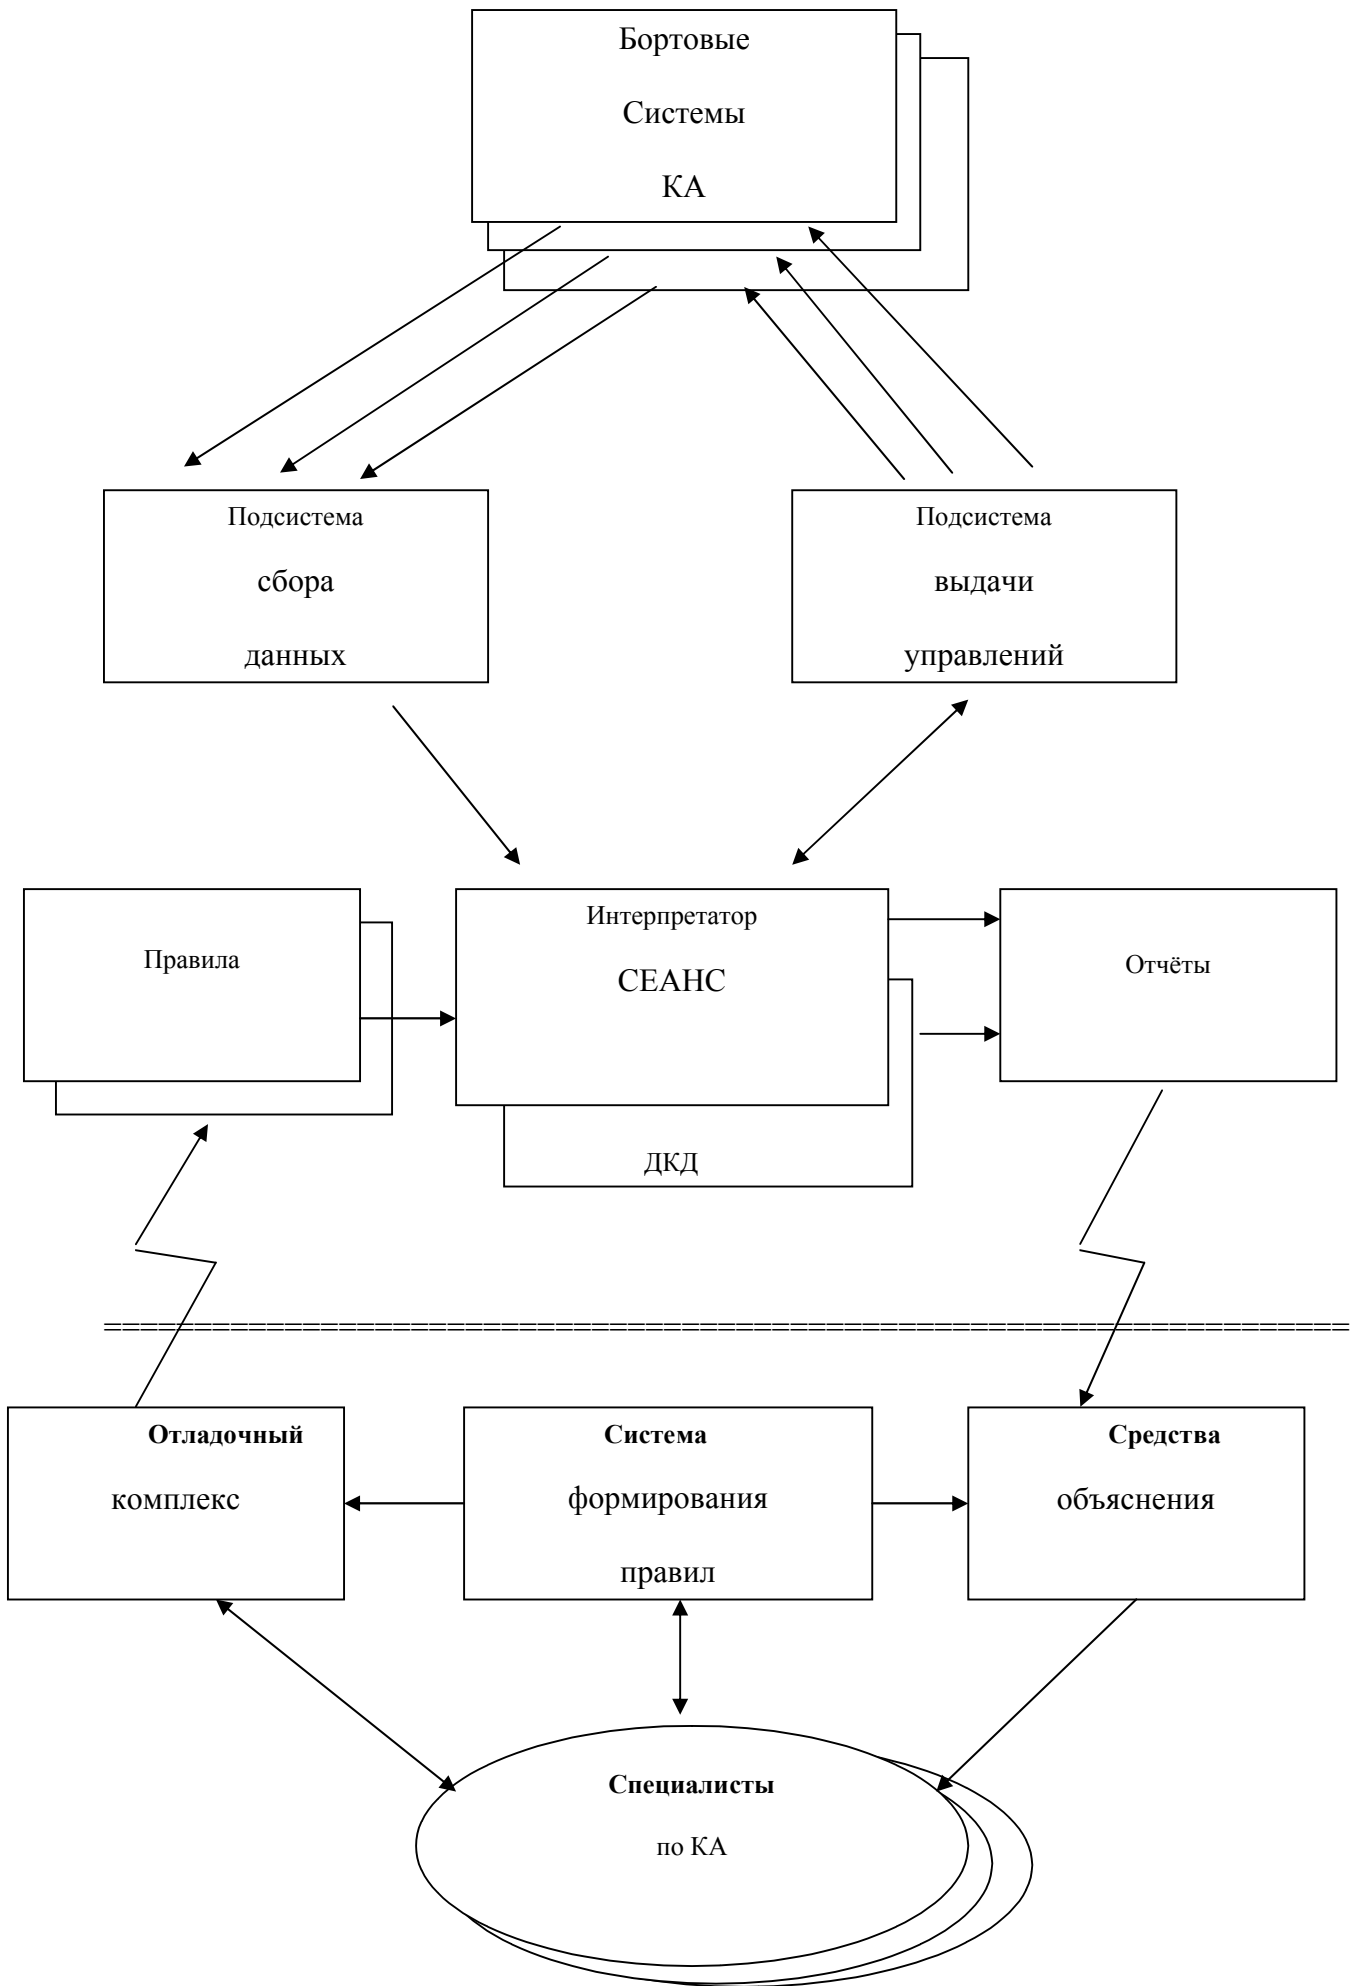 Бортовые
Системы
КА
Подсистема
сбора
данных
Подсистема
выдачи
управлений
Правила
Интерпретатор
СЕАНС
ДКД
Отчёты
Отладочный
комплекс
Система
формирования
правил
Средства
объяснения
Специалисты
по КА